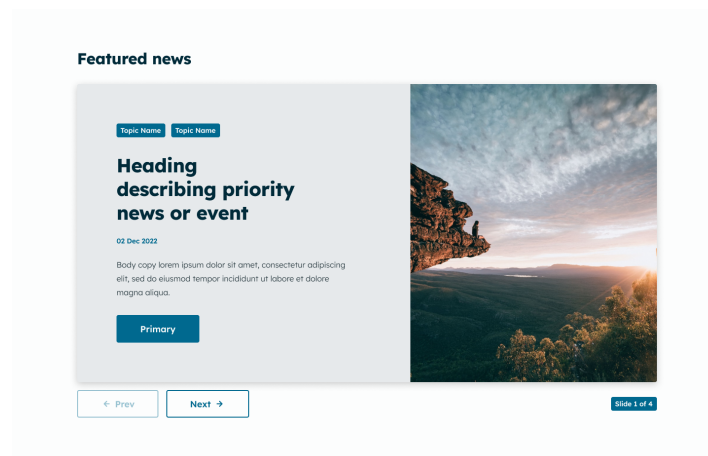 Featured news
Topic Name Topic Name
Heading
describing priority
news or event
02 Dec 2022
Body copy lorem ipsum dolor sit amet, consectetur adipiscing
elit, sed do eiusmod tempor incididunt ut labore et dolore
magna aliqua.
Primary
← Prev Next → Slide 1 of 4